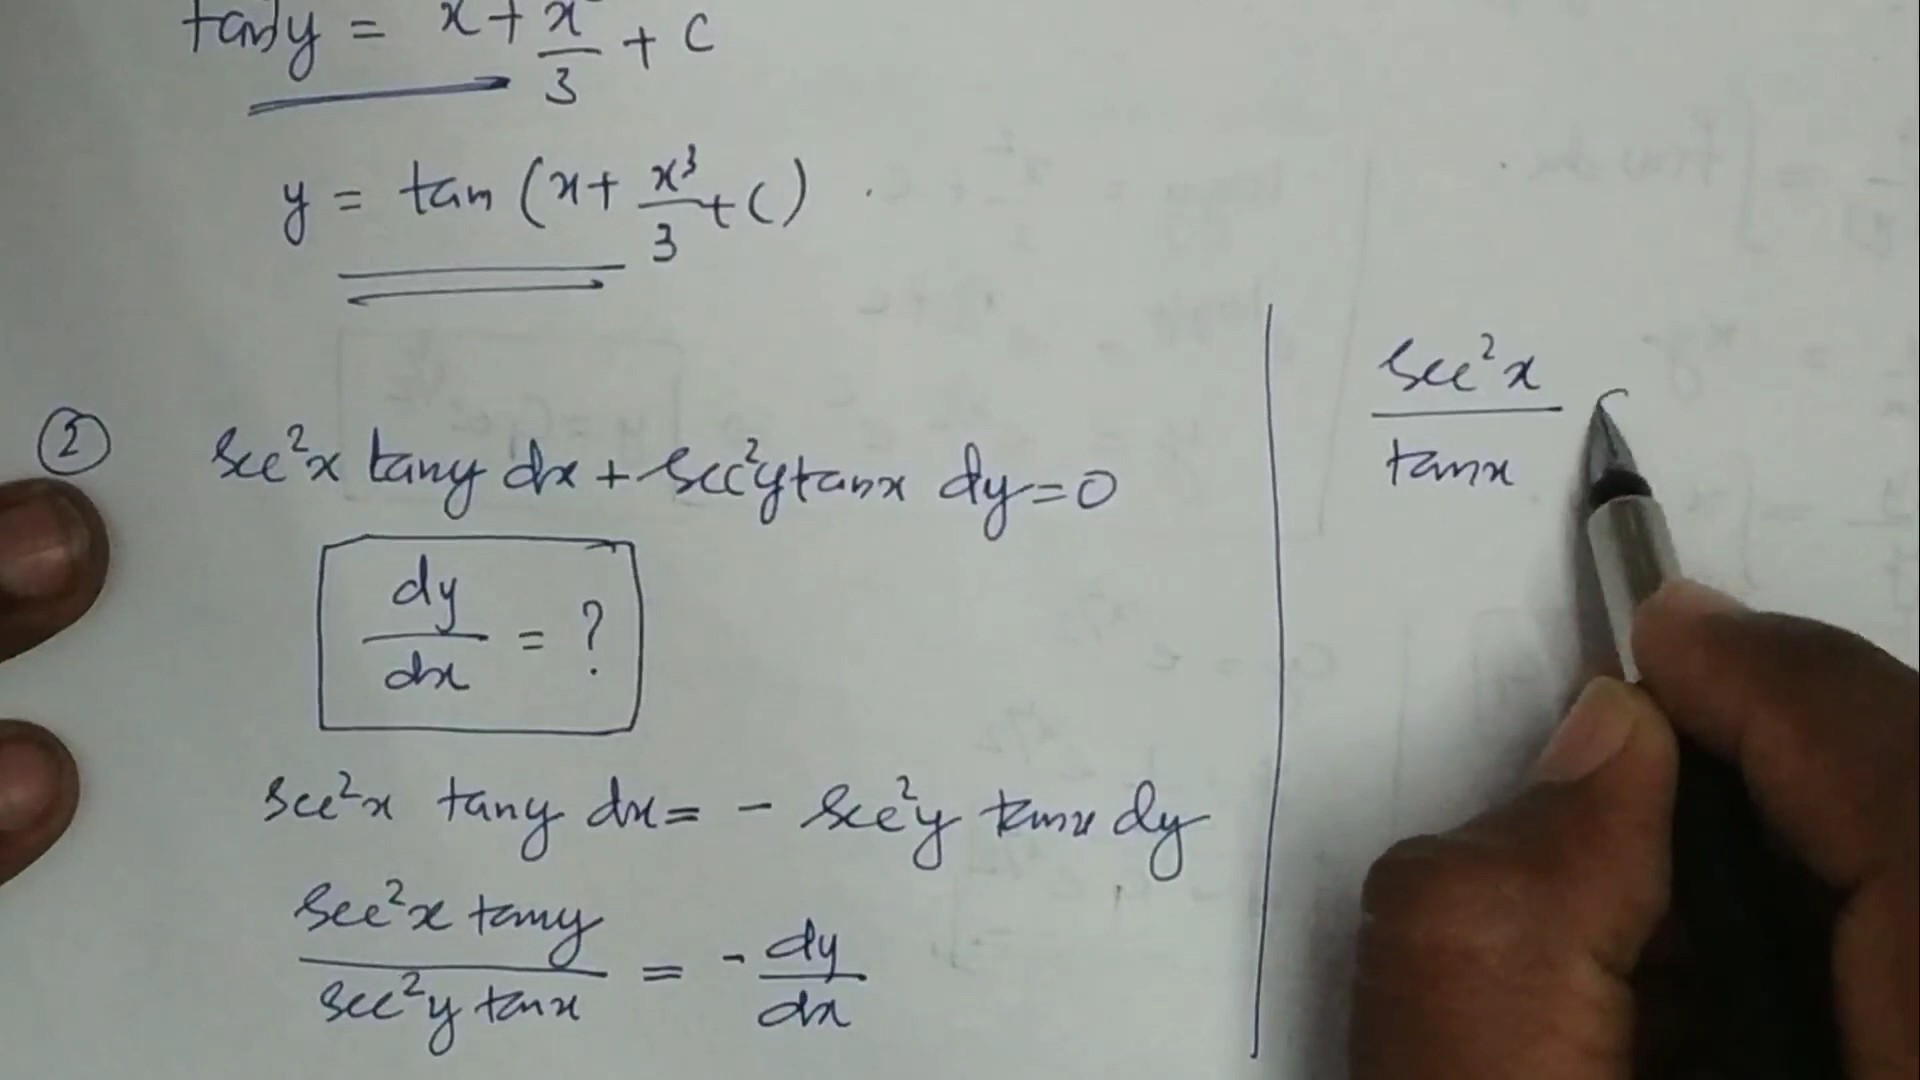 y = x + x/3 + c
y = tan (x + x³/3 + c)
② sec²x tany dx + sec²y tanx dy = 0
dy/dx = ?
sec²x tany dx = - sec²y tanx dy
sec²x tany / sec²y tanx = - dy/dx
sec²x / tanx